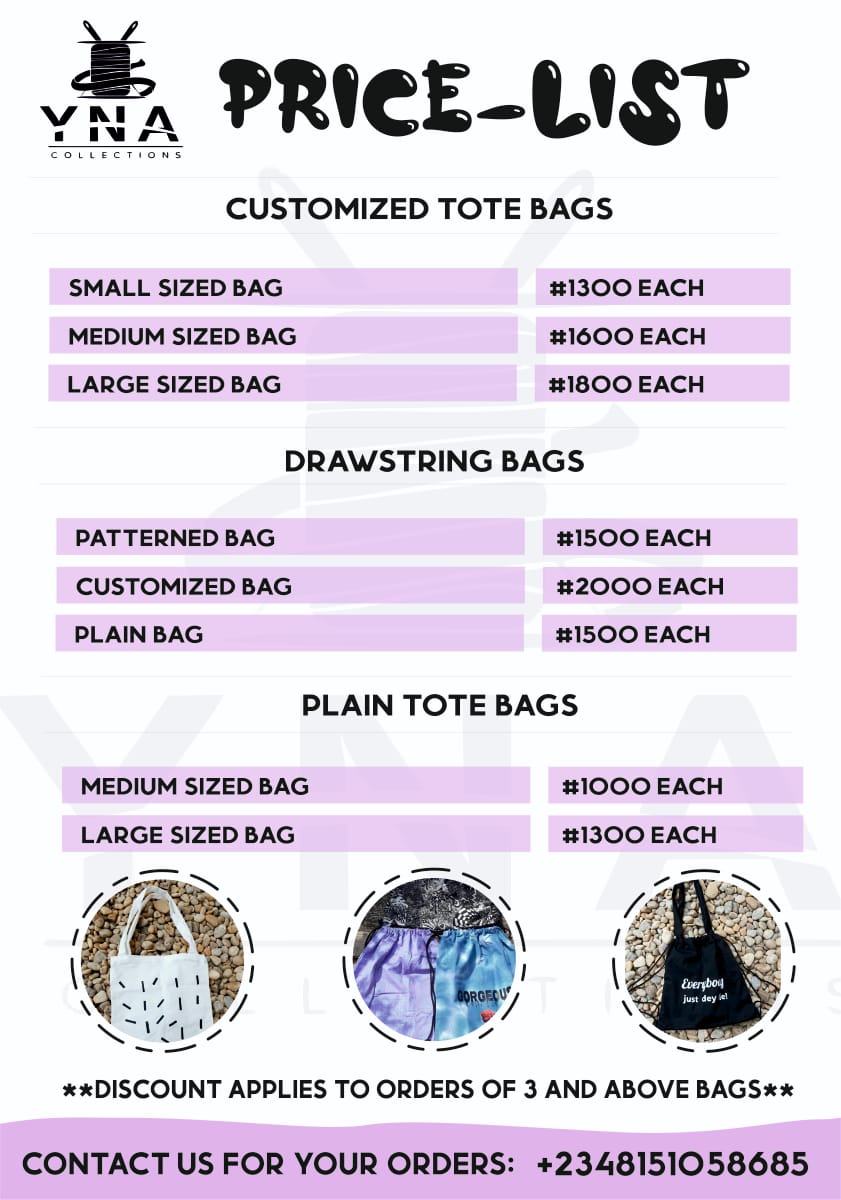 YNA
COLLECTIONS
PRICE-LIST
CUSTOMIZED TOTE BAGS
SMALL SIZED BAG #1300 EACH
MEDIUM SIZED BAG #1600 EACH
LARGE SIZED BAG #1800 EACH
DRAWSTRING BAGS
PATTERNED BAG #1500 EACH
CUSTOMIZED BAG #2000 EACH
PLAIN BAG #1500 EACH
PLAIN TOTE BAGS
MEDIUM SIZED BAG #1000 EACH
LARGE SIZED BAG #1300 EACH
GORGEOUS
Everybody
just dey
**DISCOUNT APPLIES TO ORDERS OF 3 AND ABOVE BAGS**
CONTACT US FOR YOUR ORDERS: +2348151058685